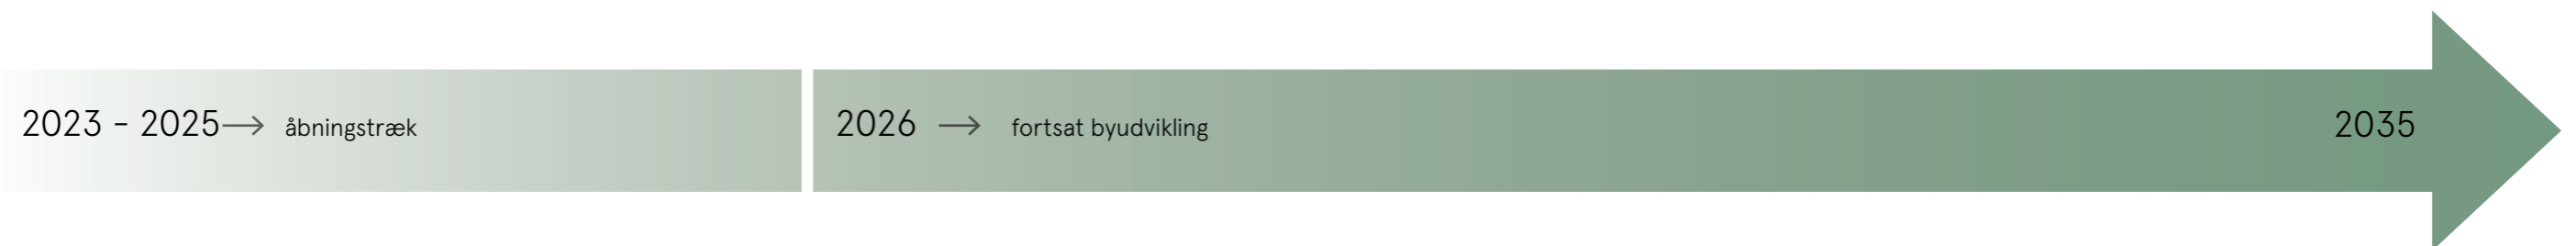 2023 - 2025 → åbningstræk
2026 → fortsat byudvikling
2035